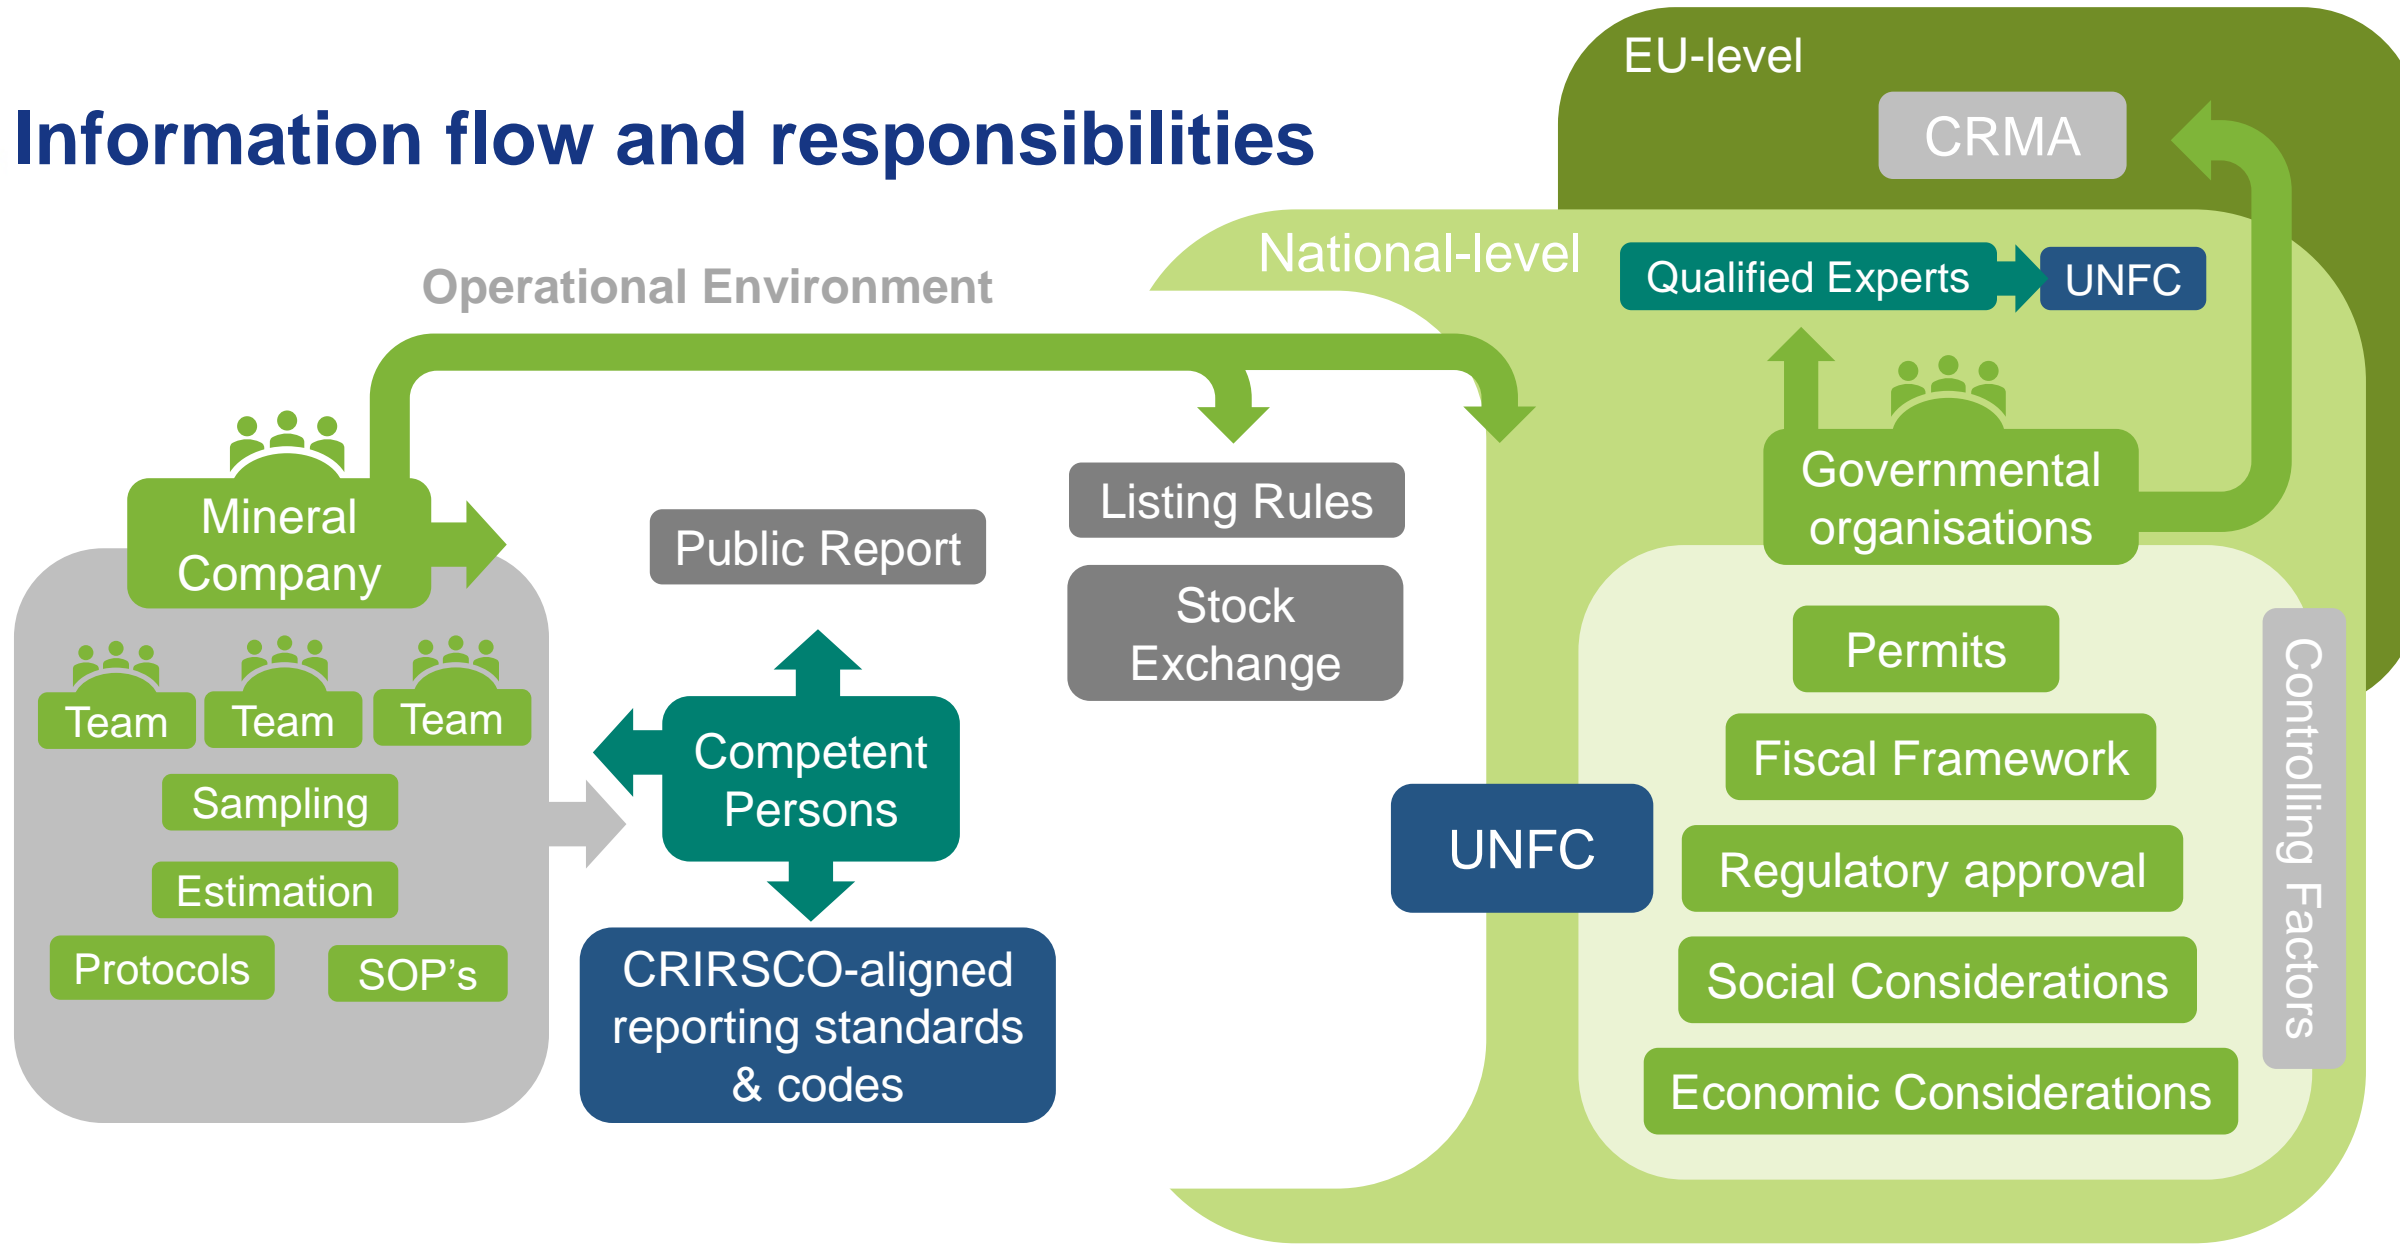 Information flow and responsibilities
EU-level
CRMA
National-level
Qualified Experts
UNFC
Operational Environment
Governmental
organisations
Mineral
Company
Public Report
Listing Rules
Stock
Exchange
Team
Team
Team
Sampling
Estimation
Protocols
SOP’s
Competent
Persons
CRIRSCO-aligned
reporting standards
& codes
UNFC
Permits
Fiscal Framework
Regulatory approval
Social Considerations
Economic Considerations
Controlling Factors